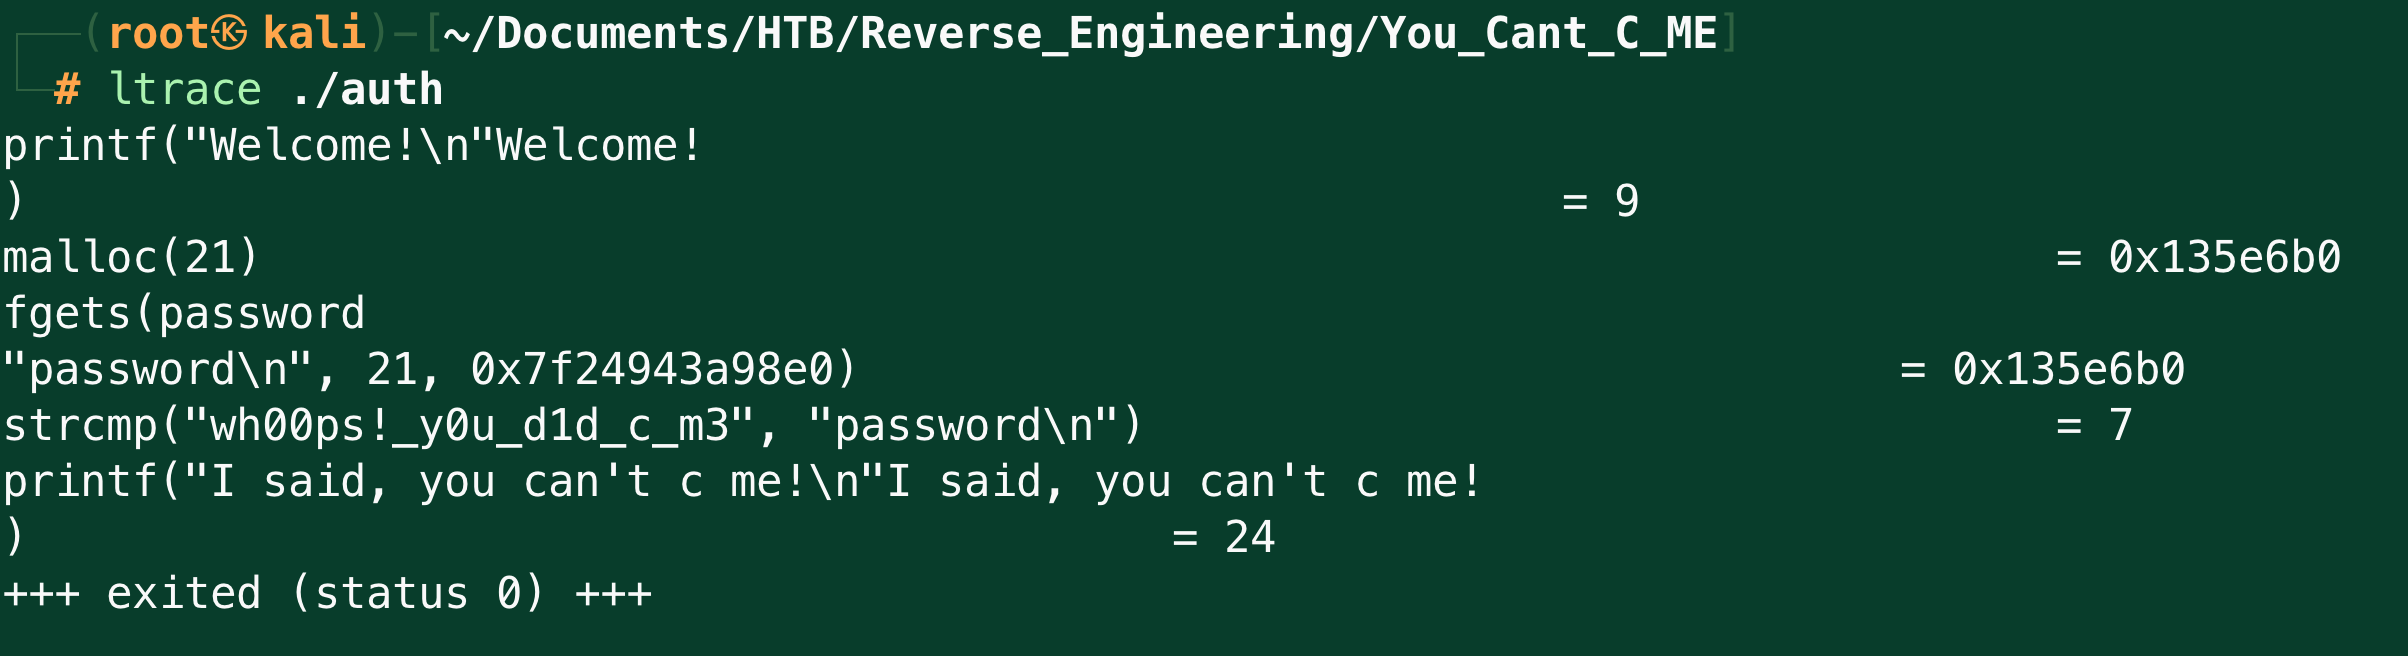 (root㉿kali)-[~/Documents/HTB/Reverse_Engineering/You_Cant_C_ME]
# ltrace ./auth
printf("Welcome!\n"Welcome!
) = 9
malloc(21) = 0x135e6b0
fgets(password
"password\n", 21, 0x7f24943a98e0) = 0x135e6b0
strcmp("wh00ps!_y0u_d1d_c_m3", "password\n") = 7
printf("I said, you can't c me!\n"I said, you can't c me!
) = 24
+++ exited (status 0) +++